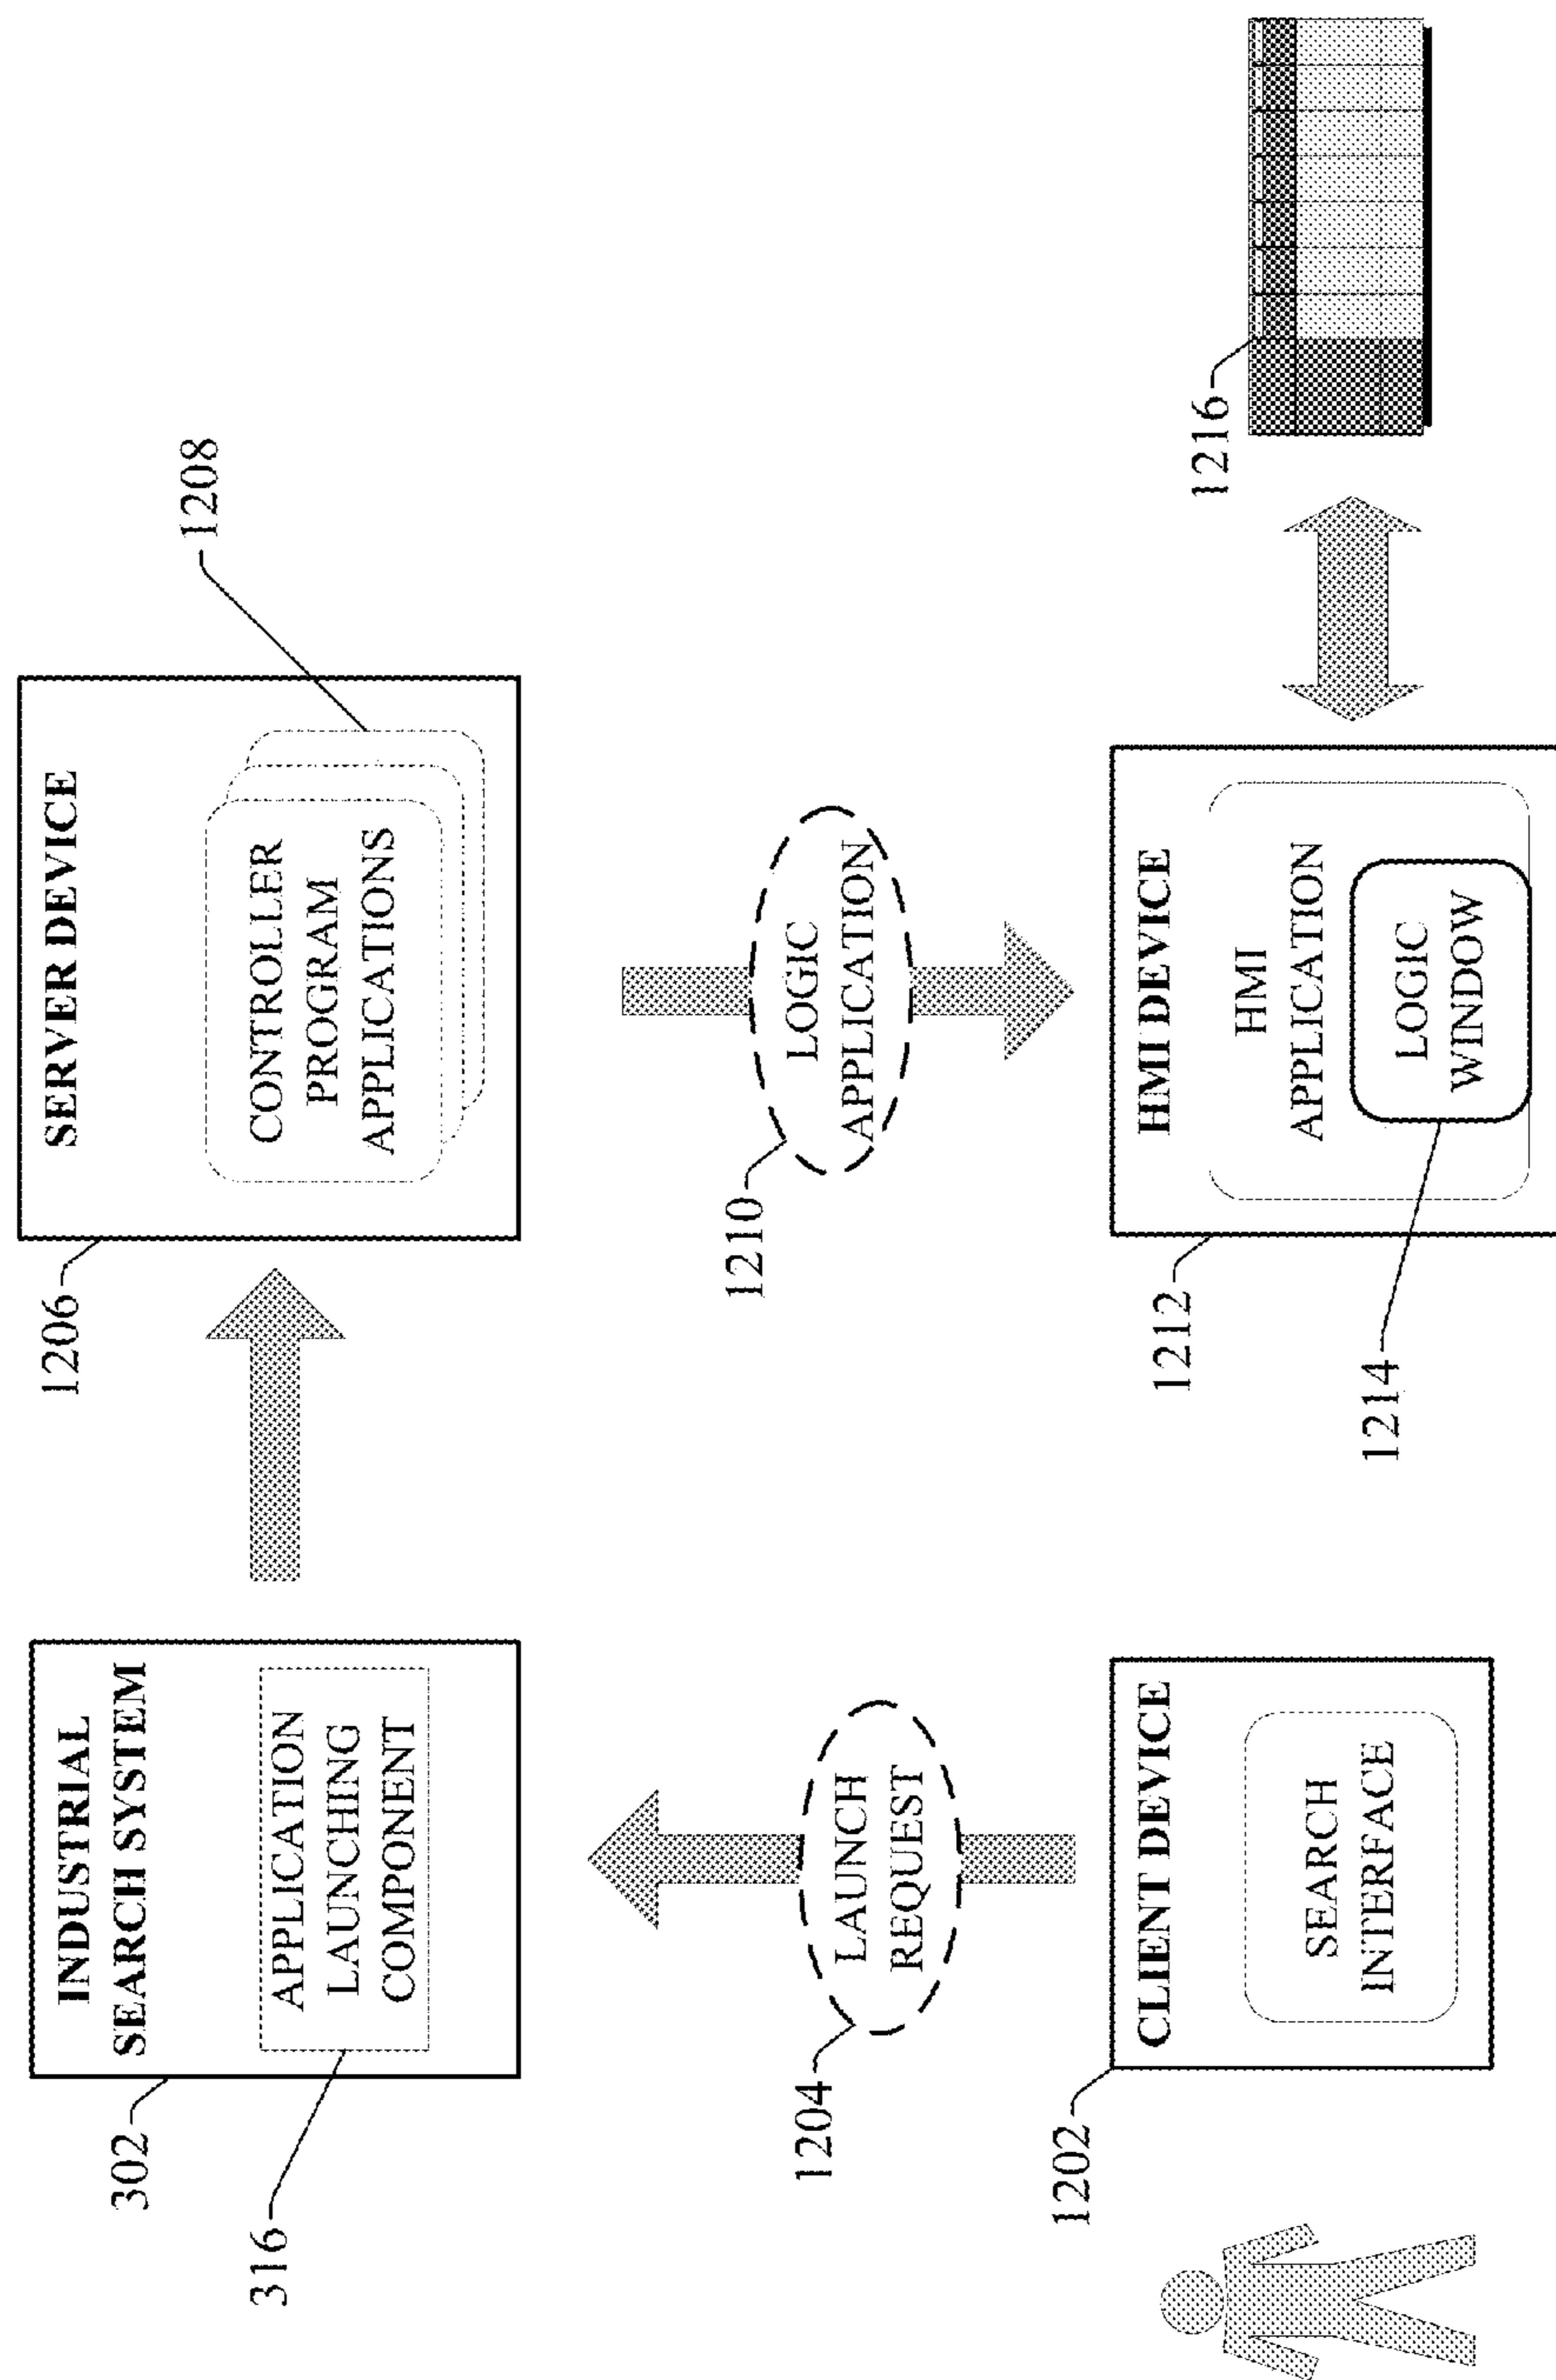 302
INDUSTRIAL
SEARCH SYSTEM
316
APPLICATION
LAUNCHING
COMPONENT
1206
SERVER DEVICE
CONTROLLER
PROGRAM
APPLICATIONS
1208
1204
LAUNCH
REQUEST
1210
LOGIC
APPLICATION
1202
CLIENT DEVICE
SEARCH
INTERFACE
1212
HMI DEVICE
HMI
APPLICATION
1214
LOGIC
WINDOW
1216